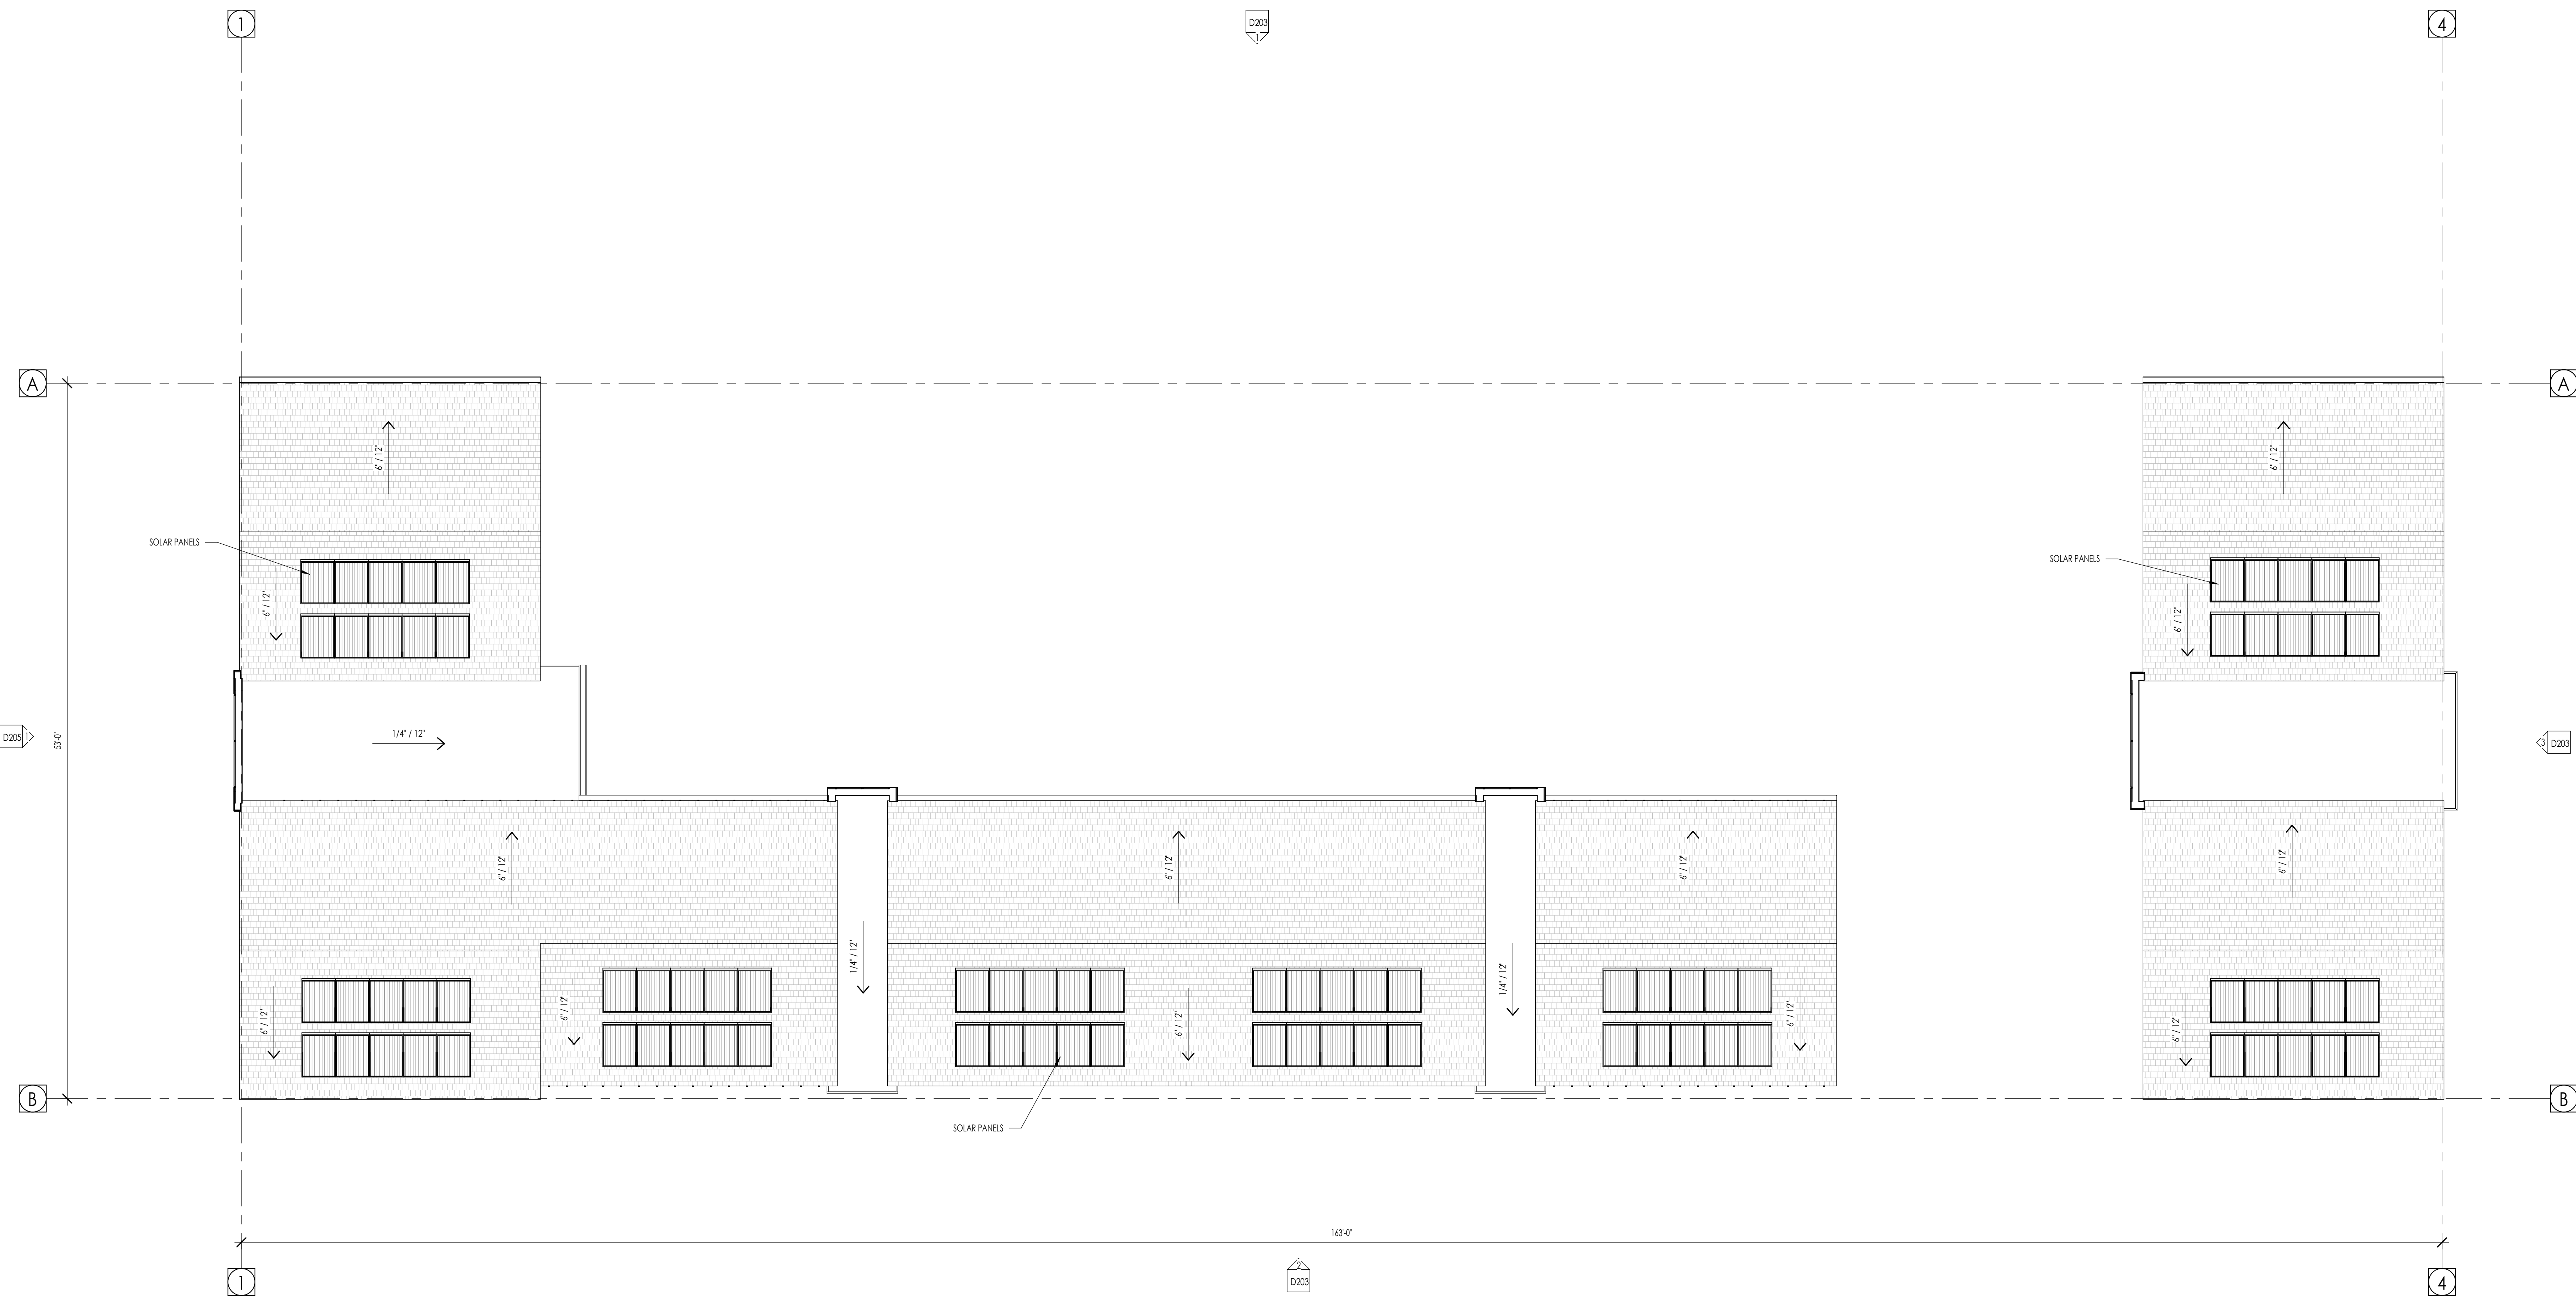 1
D203
1
4
A
A
6" / 12"
6" / 12"
SOLAR PANELS
SOLAR PANELS
6" / 12"
6" / 12"
D205
1
53'-0"
1/4" / 12"
3
D203
6" / 12"
6" / 12"
6" / 12"
6" / 12"
1/4" / 12"
1/4" / 12"
6" / 12"
6" / 12"
6" / 12"
6" / 12"
6" / 12"
B
B
SOLAR PANELS
163'-0"
2
D203
1
4